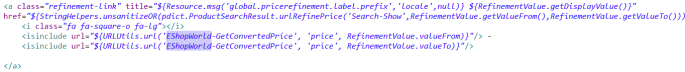 <a class="refinement-link" title="${Resource.msg('global.pricerefinement.label.prefix','locale',null)} ${RefinementValue.getDisplayValue()}"
href="${StringHelpers.unsanitizeOR(pdict.ProductSearchResult.urlRefinePrice('Search-Show',RefinementValue.getValueFrom(),RefinementValue.getValueTo()))
<i class="fa fa-square-o fa-lg"></i>
<isinclude url="${URLUtils.url('EShopWorld-GetConvertedPrice', 'price', RefinementValue.valueFrom)}"/> -
<isinclude url="${URLUtils.url('EShopWorld-GetConvertedPrice', 'price', RefinementValue.valueTo)}"/>
</a>